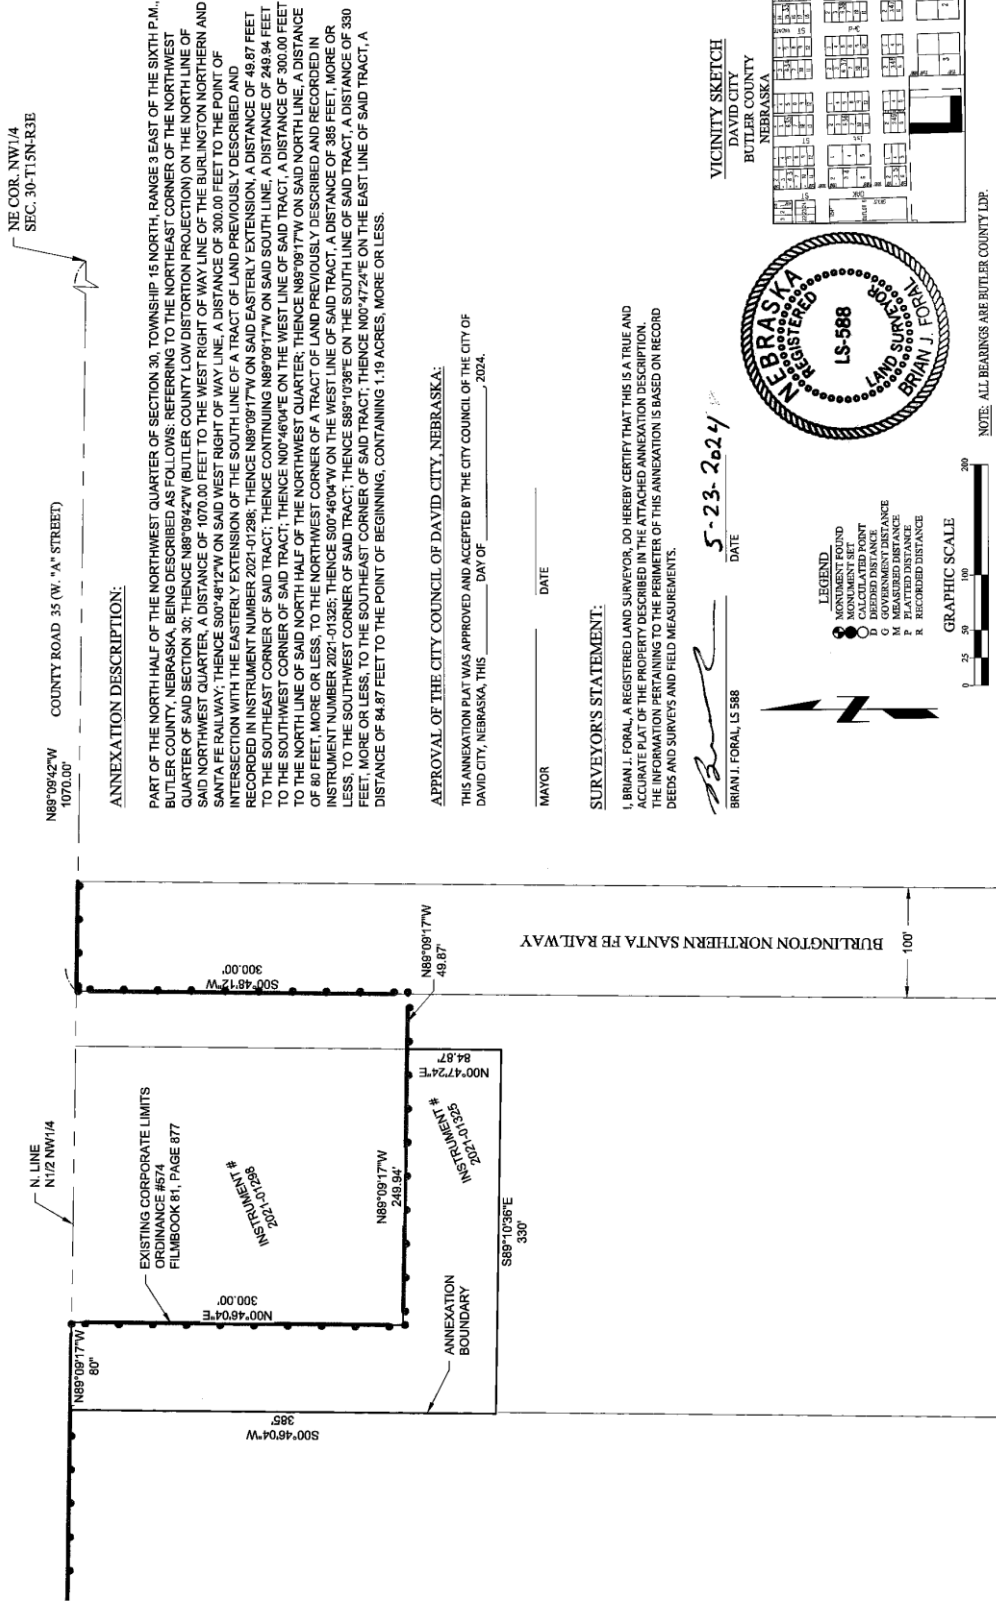 NE COR. NW1/4
SEC. 30-T15N-R3E
N89°09'42"W
1070.00'
COUNTY ROAD 35 (W. "A" STREET)
N. LINE
N1/2 NW1/4
N89°09'17"W
80"
S00°46'04"W
385'
EXISTING CORPORATE LIMITS
ORDINANCE #574
FILMBOOK 81, PAGE 877
N00°46'04"E
300.00'
INSTRUMENT #
2021-01298
S00°48'12"W
300.00'
N89°09'17"W
249.94'
N89°09'17"W
49.87'
N00°47'24"E
84.87'
INSTRUMENT #
2021-01325
S89°10'36"E
330'
ANNEXATION
BOUNDARY
BURLINGTON NORTHERN SANTA FE RAILWAY
100'
ANNEXATION DESCRIPTION:
PART OF THE NORTH HALF OF THE NORTHWEST QUARTER OF SECTION 30, TOWNSHIP 15 NORTH, RANGE 3 EAST OF THE SIXTH P.M.,
BUTLER COUNTY, NEBRASKA, BEING DESCRIBED AS FOLLOWS: REFERRING TO THE NORTHEAST CORNER OF THE NORTHWEST
QUARTER OF SAID SECTION 30; THENCE N89°09'42"W (BUTLER COUNTY LOW DISTORTION PROJECTION) ON THE NORTH LINE OF
SAID NORTHWEST QUARTER, A DISTANCE OF 1070.00 FEET TO THE WEST RIGHT OF WAY LINE OF THE BURLINGTON NORTHERN AND
SANTA FE RAILWAY; THENCE S00°48'12"W ON SAID WEST RIGHT OF WAY LINE, A DISTANCE OF 300.00 FEET TO THE POINT OF
INTERSECTION WITH THE EASTERLY EXTENSION OF THE SOUTH LINE OF A TRACT OF LAND PREVIOUSLY DESCRIBED AND
RECORDED IN INSTRUMENT NUMBER 2021-01298; THENCE N89°09'17"W ON SAID EASTERLY EXTENSION, A DISTANCE OF 49.87 FEET
TO THE SOUTHEAST CORNER OF SAID TRACT; THENCE CONTINUING N89°09'17"W ON SAID SOUTH LINE, A DISTANCE OF 249.94 FEET
TO THE SOUTHWEST CORNER OF SAID TRACT; THENCE N00°46'04"E ON THE WEST LINE OF SAID TRACT, A DISTANCE OF 300.00 FEET
TO THE NORTH LINE OF SAID NORTH HALF OF THE NORTHWEST QUARTER; THENCE N89°09'17"W ON SAID NORTH LINE, A DISTANCE
OF 80 FEET, MORE OR LESS, TO THE NORTHWEST CORNER OF A TRACT OF LAND PREVIOUSLY DESCRIBED AND RECORDED IN
INSTRUMENT NUMBER 2021-01325; THENCE S00°46'04"W ON THE WEST LINE OF SAID TRACT, A DISTANCE OF 385 FEET, MORE OR
LESS, TO THE SOUTHWEST CORNER OF SAID TRACT; THENCE S89°10'36"E ON THE SOUTH LINE OF SAID TRACT, A DISTANCE OF 330
FEET, MORE OR LESS, TO THE SOUTHEAST CORNER OF SAID TRACT; THENCE N00°47'24"E ON THE EAST LINE OF SAID TRACT, A
DISTANCE OF 84.87 FEET TO THE POINT OF BEGINNING, CONTAINING 1.19 ACRES, MORE OR LESS.
APPROVAL OF THE CITY COUNCIL OF DAVID CITY, NEBRASKA:
THIS ANNEXATION PLAT WAS APPROVED AND ACCEPTED BY THE CITY COUNCIL OF THE CITY OF
DAVID CITY, NEBRASKA, THIS DAY OF , 2024.
MAYOR DATE
SURVEYOR'S STATEMENT:
I, BRIAN J. FORAL, A REGISTERED LAND SURVEYOR, DO HEREBY CERTIFY THAT THIS IS A TRUE AND
ACCURATE PLAT OF THE PROPERTY DESCRIBED IN THE ATTACHED ANNEXATION DESCRIPTION.
THE INFORMATION PERTAINING TO THE PERIMETER OF THIS ANNEXATION IS BASED ON RECORD
DEEDS AND SURVEYS AND FIELD MEASUREMENTS.
5-23-2024
BRIAN J. FORAL, LS 588 DATE
VICINITY SKETCH
DAVID CITY
BUTLER COUNTY
NEBRASKA
NEBRASKA
REGISTERED
LS-588
LAND SURVEYOR
BRIAN J. FORAL
N
LEGEND
MONUMENT FOUND
MONUMENT SET
CALCULATED POINT
D DEEDED DISTANCE
G GOVERNMENT DISTANCE
M MEASURED DISTANCE
P PLATTED DISTANCE
R RECORDED DISTANCE
GRAPHIC SCALE
0 25 50 100 200
NOTE: ALL BEARINGS ARE BUTLER COUNTY LDP.